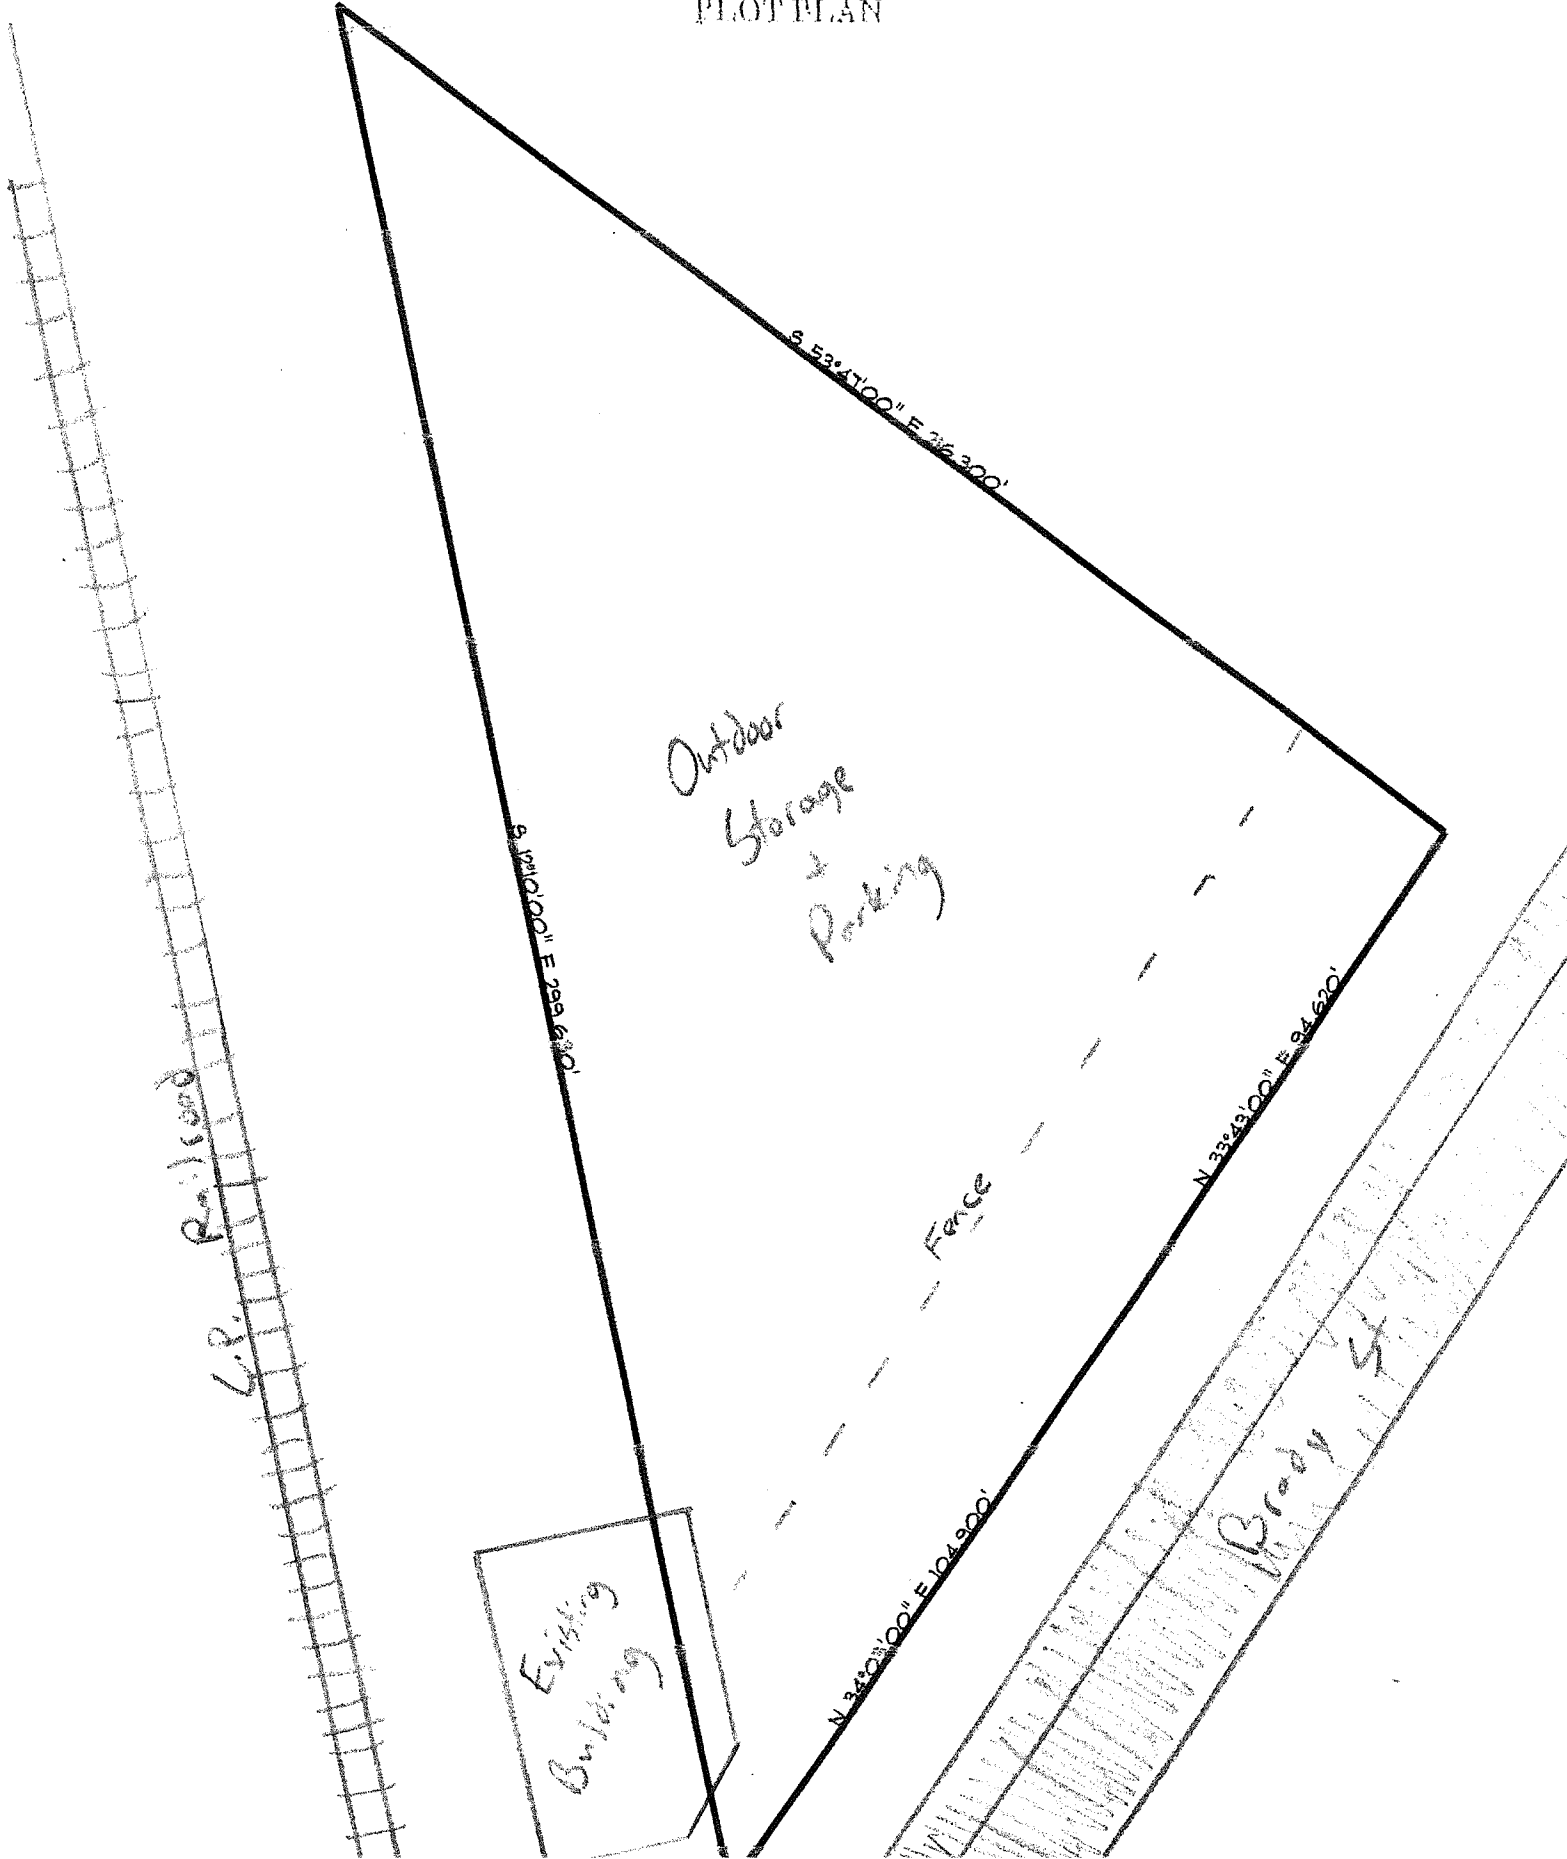 PLOT PLAN
S 53°47'00" E 216.300'
Outdoor
Storage
+
Parking
S 12°10'00" E 299.630'
N 33°43'00" E 94.620'
Railroad
Fence
St
Brady
N 34°03'00" E 104.900'
Existing
Building